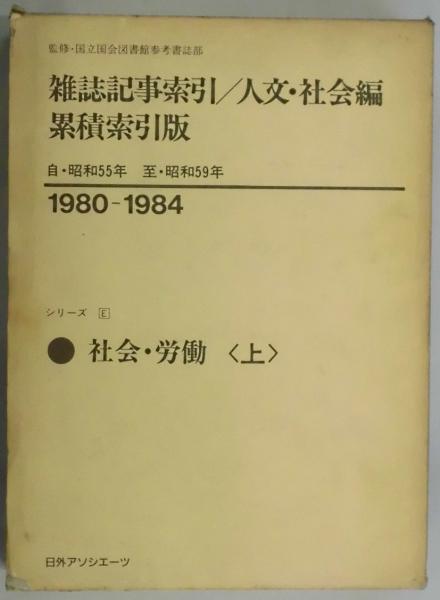 監修・国立国会図書館参考書誌部
雑誌記事索引／人文・社会編
累積索引版
自・昭和55年 至・昭和59年
1980-1984
シリーズ E
● 社会・労働 〈上〉
日外アソシエーツ